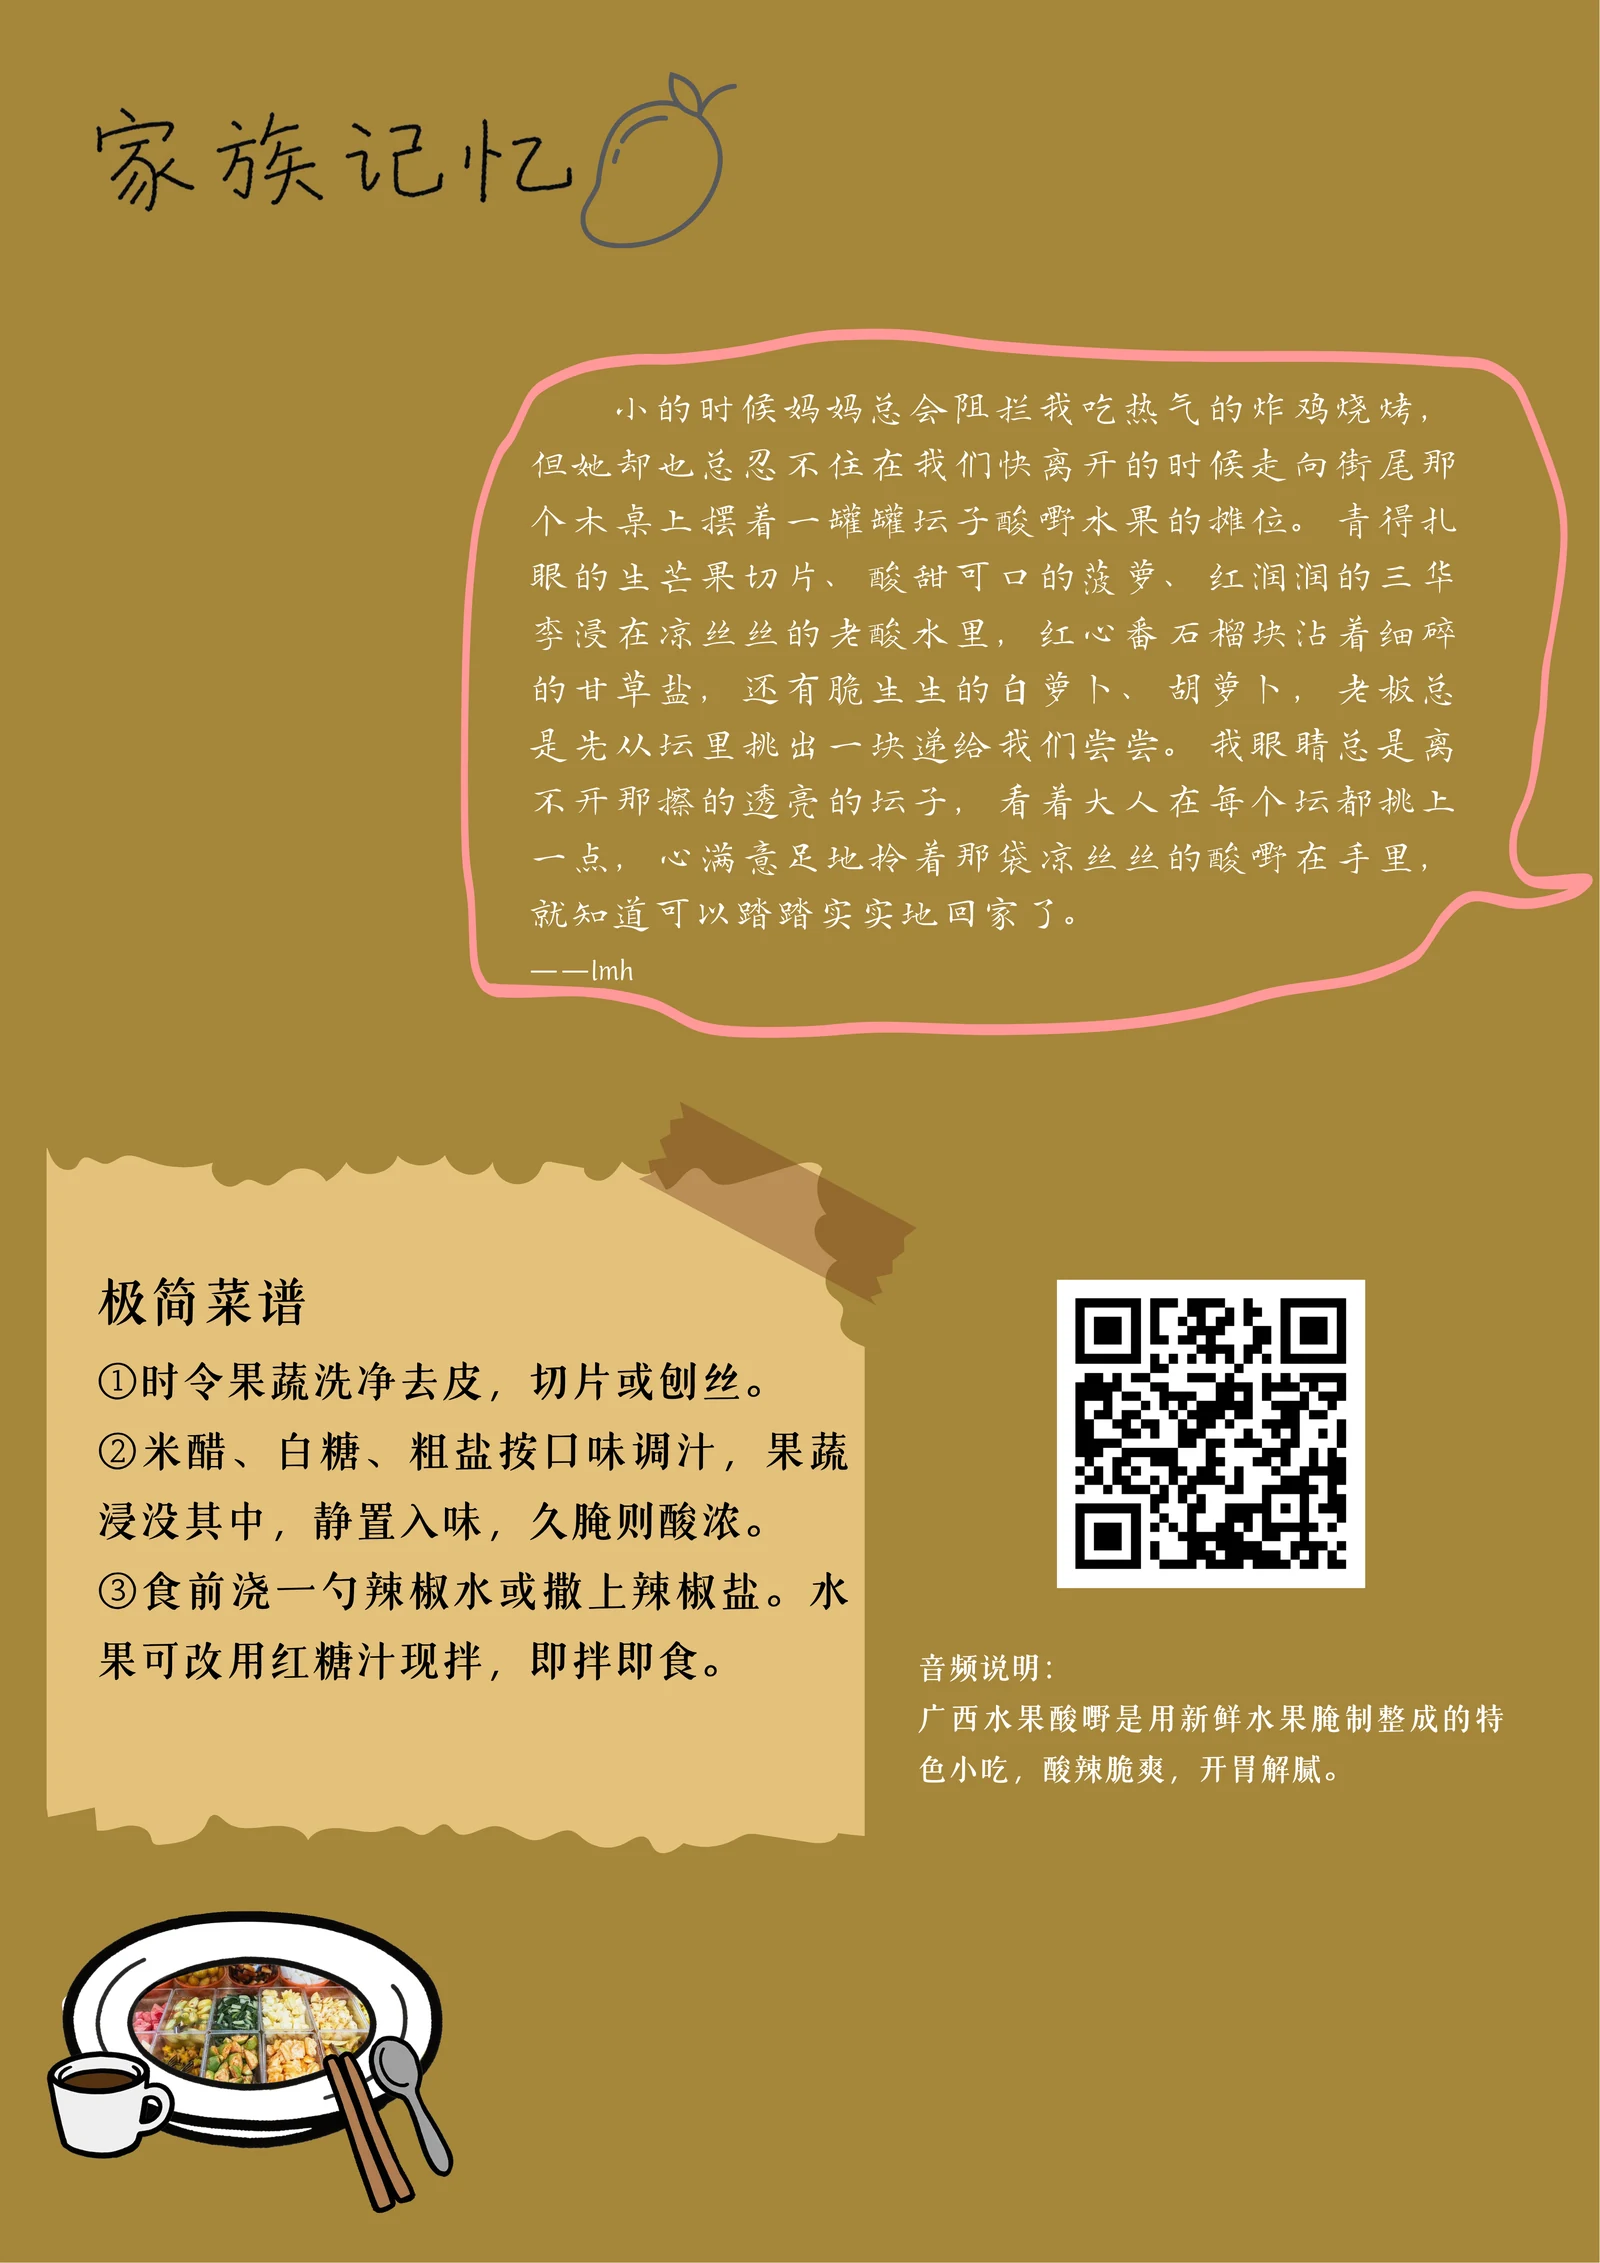 家族记忆
小的时候妈妈总会阻拦我吃热气的炸鸡烧烤，
但她却也总忍不住在我们快离开的时候走向街尾那
个木桌上摆着一罐罐坛子酸嘢水果的摊位。青得扎
眼的生芒果切片、酸甜可口的菠萝、红润润的三华
李浸在凉丝丝的老酸水里，红心番石榴块沾着细碎
的甘草盐，还有脆生生的白萝卜、胡萝卜，老板总
是先从坛里挑出一块递给我们尝尝。我眼睛总是离
不开那擦的透亮的坛子，看着大人在每个坛都挑上
一点，心满意足地拎着那袋凉丝丝的酸嘢在手里，
就知道可以踏踏实实地回家了。
——lmh
极简菜谱
①时令果蔬洗净去皮，切片或刨丝。
②米醋、白糖、粗盐按口味调汁，果蔬
浸没其中，静置入味，久腌则酸浓。
③食前浇一勺辣椒水或撒上辣椒盐。水
果可改用红糖汁现拌，即拌即食。
音频说明：
广西水果酸嘢是用新鲜水果腌制整成的特
色小吃，酸辣脆爽，开胃解腻。